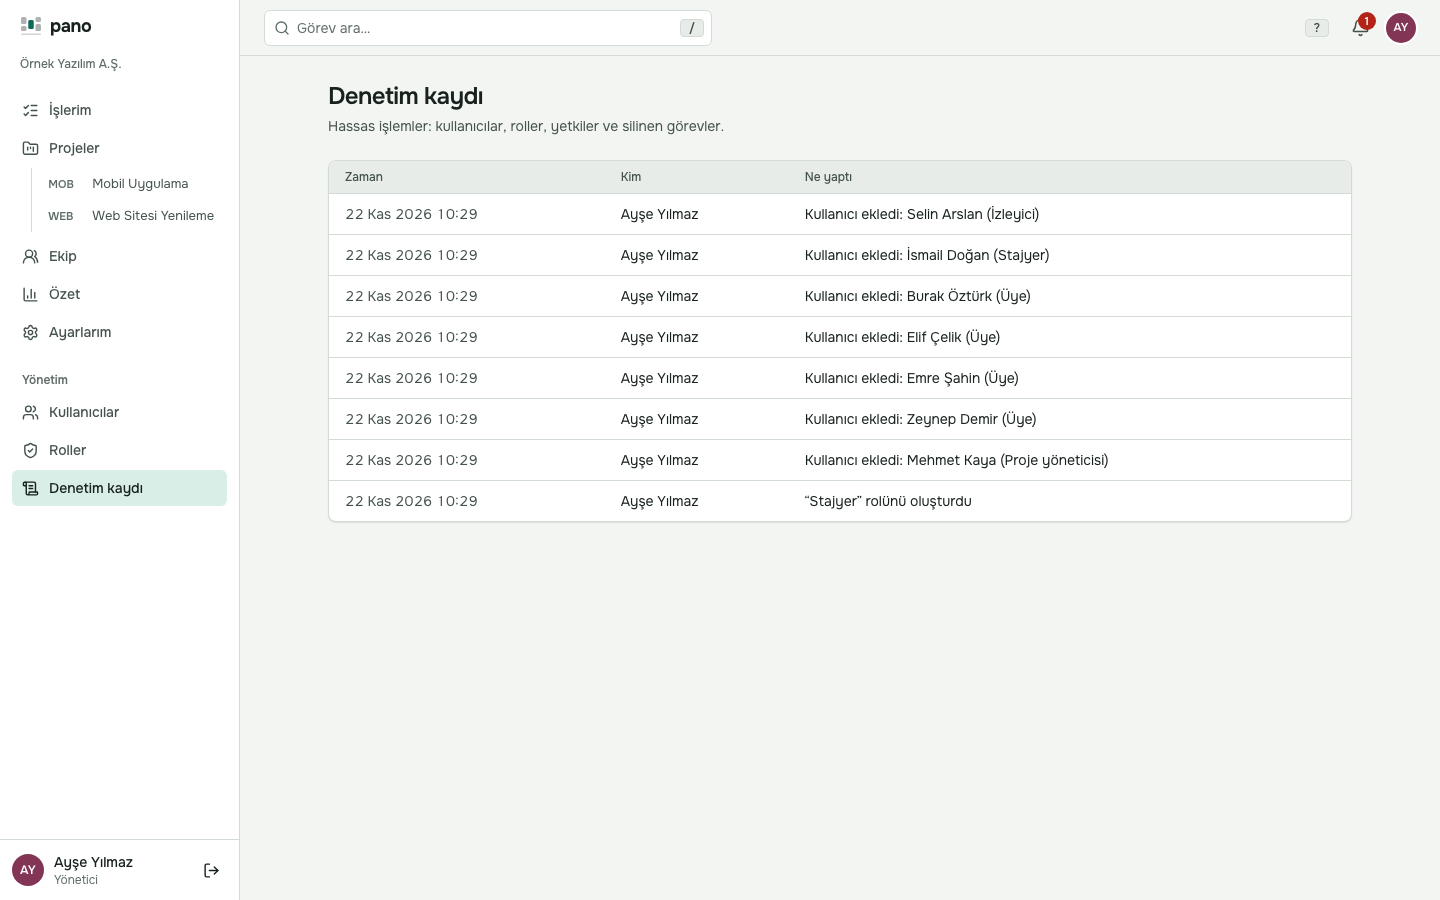 pano
Örnek Yazılım A.Ş.
İşlerim
Projeler
MOB Mobil Uygulama
WEB Web Sitesi Yenileme
Ekip
Özet
Ayarlarım
Yönetim
Kullanıcılar
Roller
Denetim kaydı
AY Ayşe Yılmaz
Yönetici
Görev ara... /
? 1 AY
Denetim kaydı
Hassas işlemler: kullanıcılar, roller, yetkiler ve silinen görevler.
Zaman Kim Ne yaptı
22 Kas 2026 10:29 Ayşe Yılmaz Kullanıcı ekledi: Selin Arslan (İzleyici)
22 Kas 2026 10:29 Ayşe Yılmaz Kullanıcı ekledi: İsmail Doğan (Stajyer)
22 Kas 2026 10:29 Ayşe Yılmaz Kullanıcı ekledi: Burak Öztürk (Üye)
22 Kas 2026 10:29 Ayşe Yılmaz Kullanıcı ekledi: Elif Çelik (Üye)
22 Kas 2026 10:29 Ayşe Yılmaz Kullanıcı ekledi: Emre Şahin (Üye)
22 Kas 2026 10:29 Ayşe Yılmaz Kullanıcı ekledi: Zeynep Demir (Üye)
22 Kas 2026 10:29 Ayşe Yılmaz Kullanıcı ekledi: Mehmet Kaya (Proje yöneticisi)
22 Kas 2026 10:29 Ayşe Yılmaz “Stajyer” rolünü oluşturdu